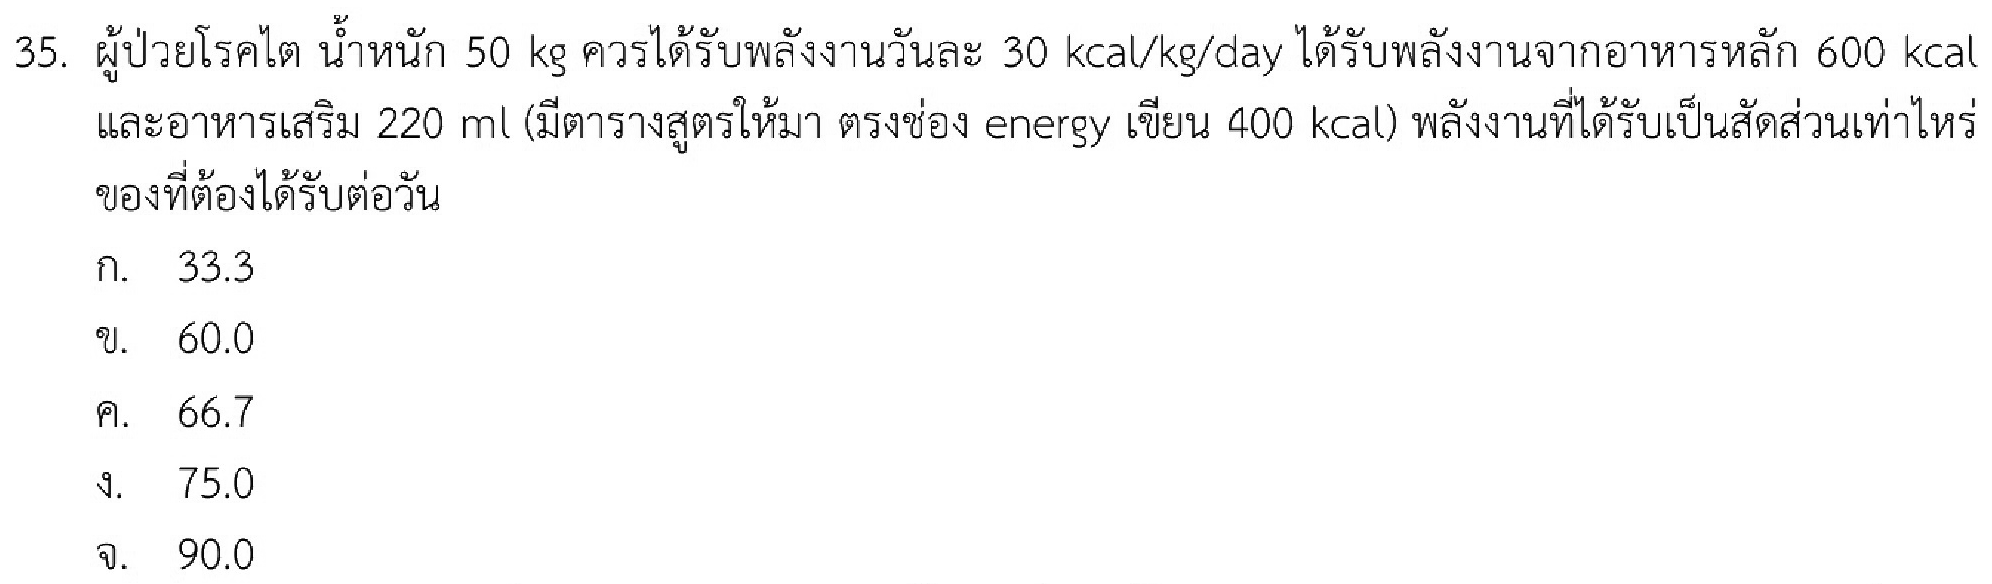 35. ผู้ป่วยโรคไต น้ำหนัก 50 kg ควรได้รับพลังงานวันละ 30 kcal/kg/day ได้รับพลังงานจากอาหารหลัก 600 kcal
และอาหารเสริม 220 ml (มีตารางสูตรให้มา ตรงช่อง energy เขียน 400 kcal) พลังงานที่ได้รับเป็นสัดส่วนเท่าไหร่
ของที่ต้องได้รับต่อวัน
ก. 33.3
ข. 60.0
ค. 66.7
ง. 75.0
จ. 90.0